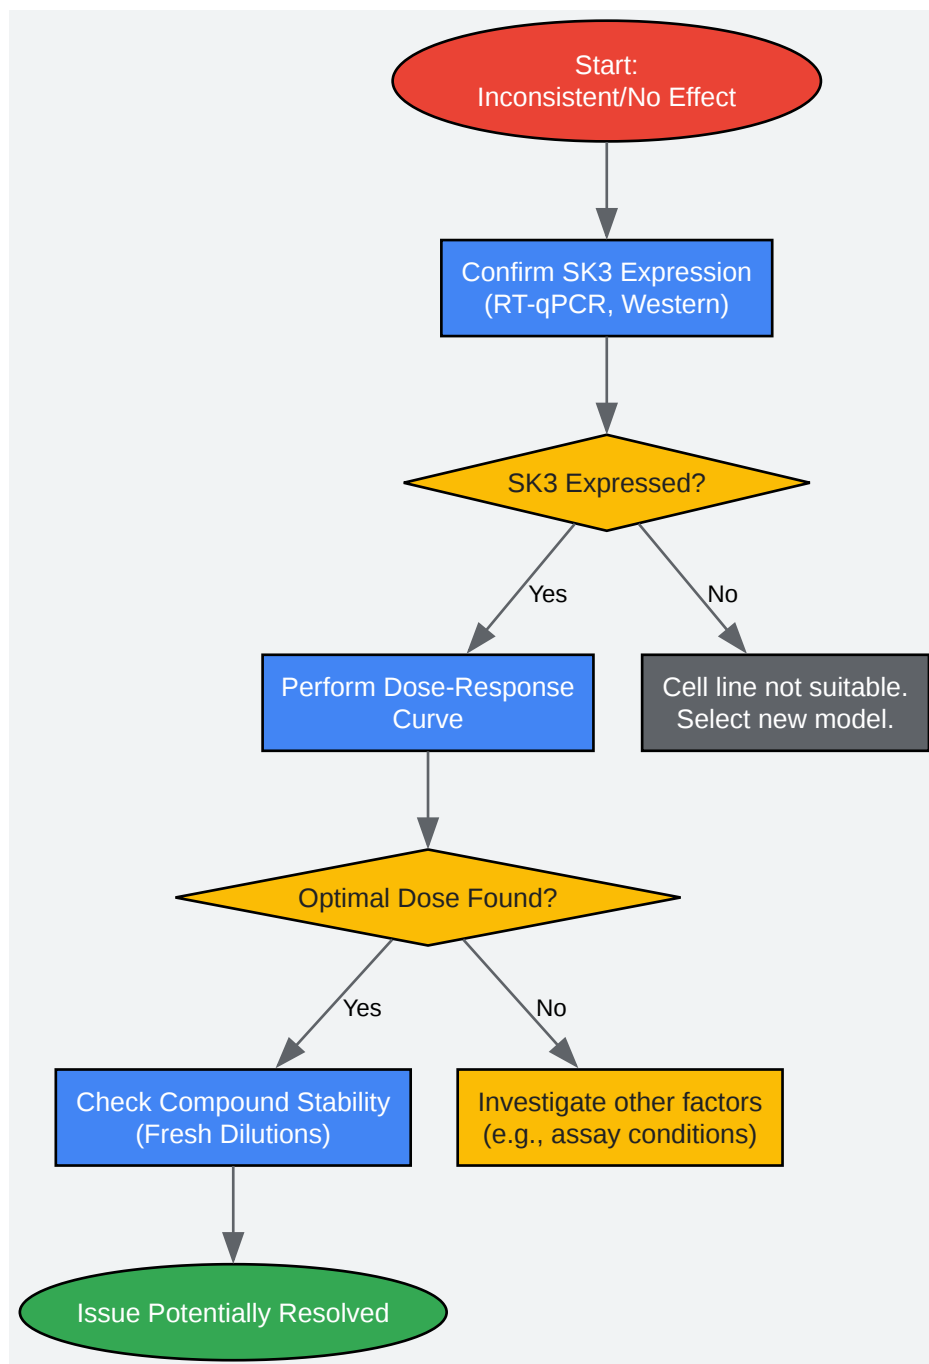 Start:
Inconsistent/No Effect
Confirm SK3 Expression
(RT-qPCR, Western)
SK3 Expressed?
Yes
No
Perform Dose-Response
Curve
Cell line not suitable.
Select new model.
Optimal Dose Found?
Yes
No
Check Compound Stability
(Fresh Dilutions)
Investigate other factors
(e.g., assay conditions)
Issue Potentially Resolved